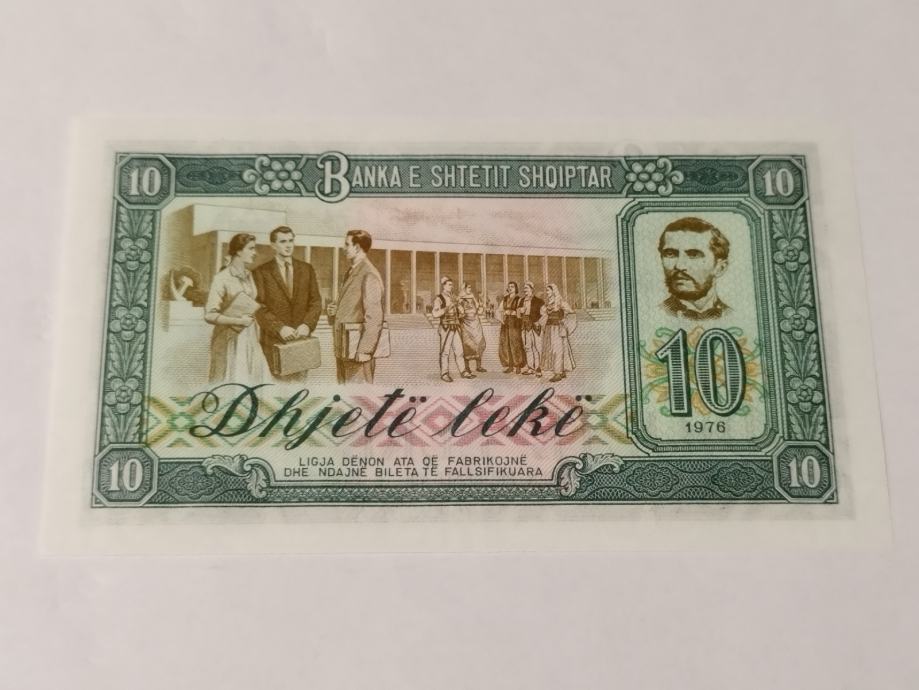 10 BANKA E SHTETIT SHQIPTAR 10
10
1976
Dhjetë lekë
LIGJA DËNON ATA QË FABRIKOJNË
DHE NDAJNË BILETA TË FALLSIFIKUARA
10 10